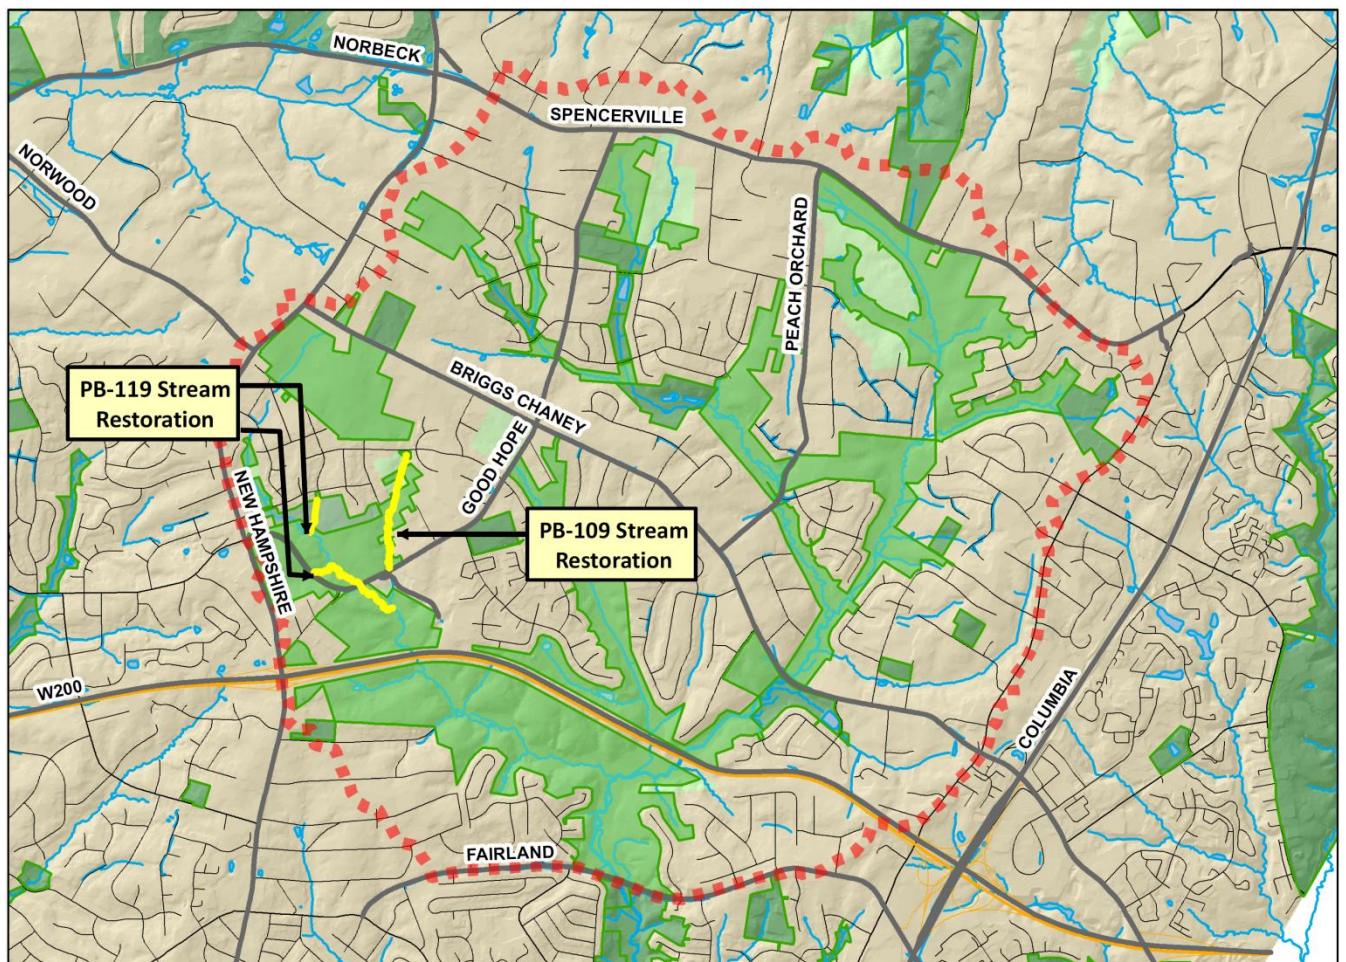 NORBECK
SPENCERVILLE
NORWOOD
PEACH ORCHARD
PB-119 Stream
Restoration
BRIGGS CHANEY
GOOD HOPE
NEW HAMPSHIRE
PB-109 Stream
Restoration
W200
COLUMBIA
FAIRLAND